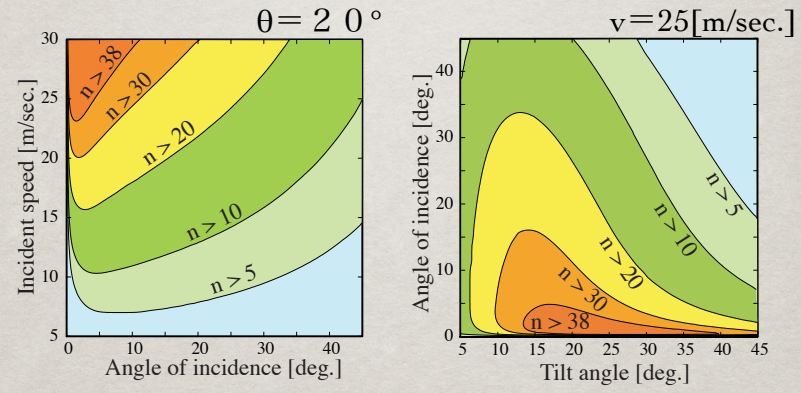 θ=２０°
v=25[m/sec.]
30
25
20
15
10
5
Incident speed [m/sec.]
n > 38
n > 30
n > 20
n > 10
n > 5
0
10
20
30
40
Angle of incidence [deg.]
40
30
20
10
0
Angle of incidence [deg.]
n > 5
n > 10
n > 20
n > 30
n > 38
5
10
15
20
25
30
35
40
45
Tilt angle [deg.]